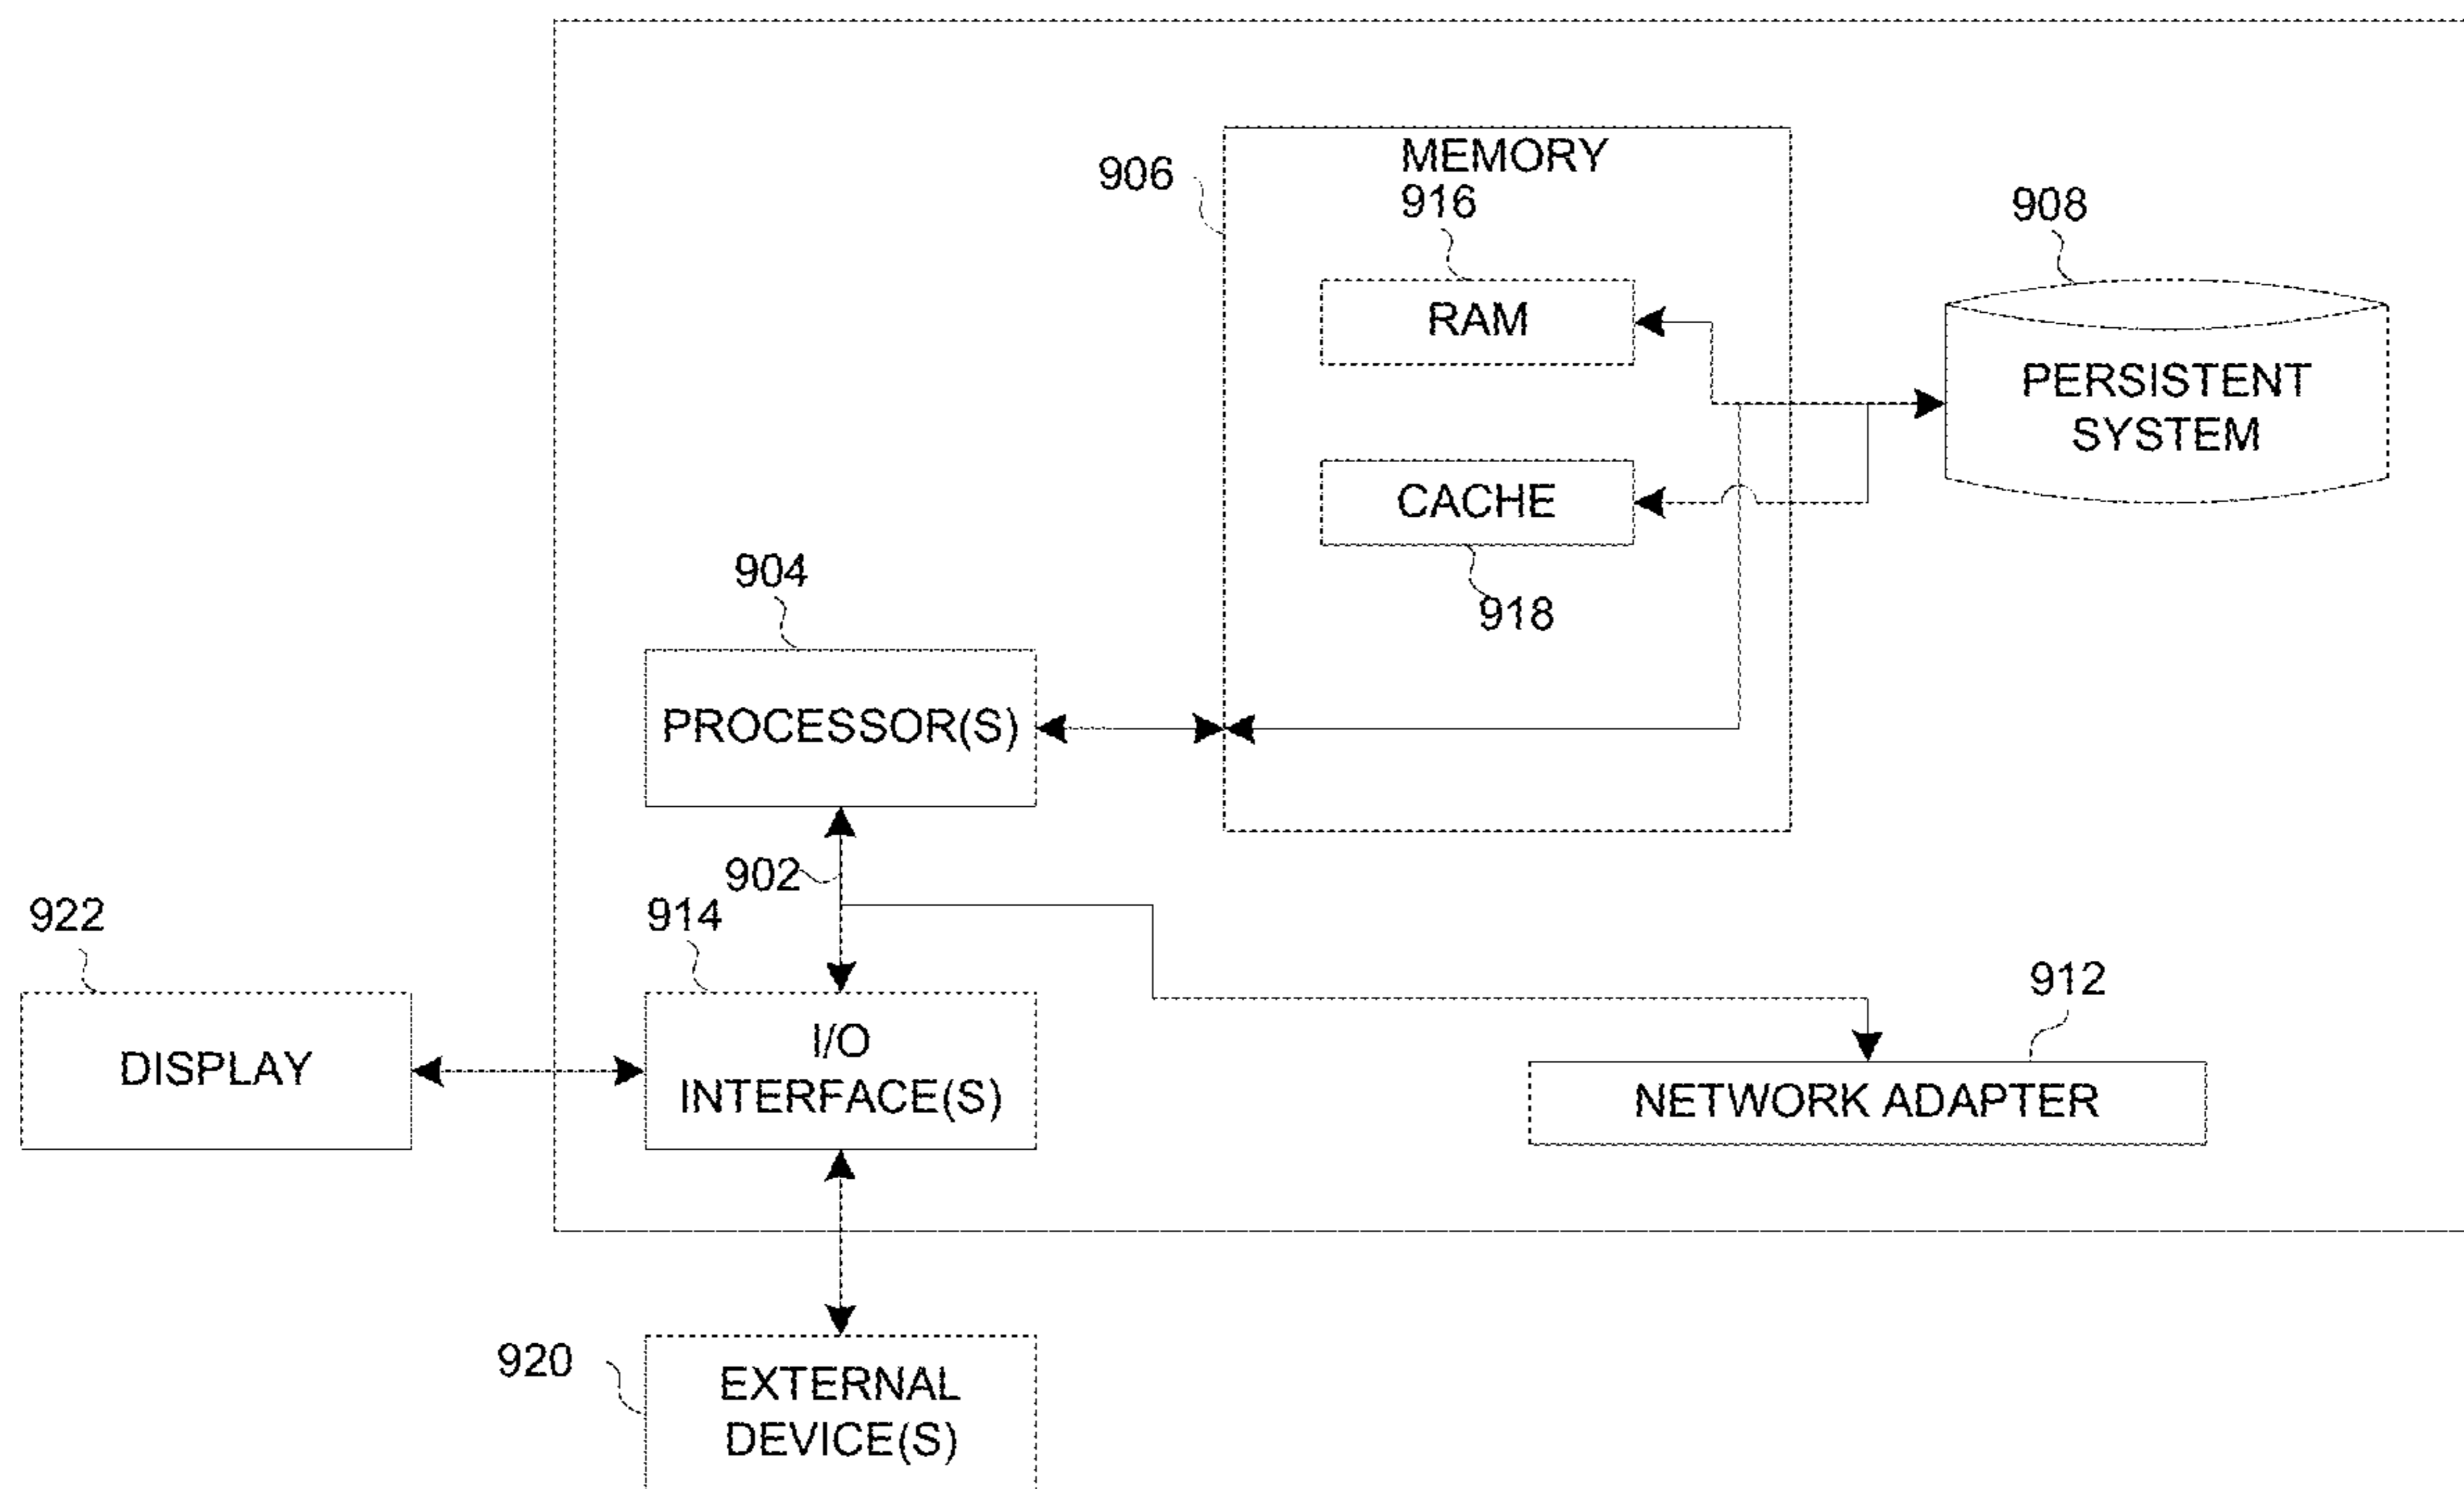 MEMORY
906
916
908
RAM
PERSISTENT
SYSTEM
CACHE
904
918
PROCESSOR(S)
902
922
914
912
I/O
INTERFACE(S)
DISPLAY
NETWORK ADAPTER
920
EXTERNAL
DEVICE(S)